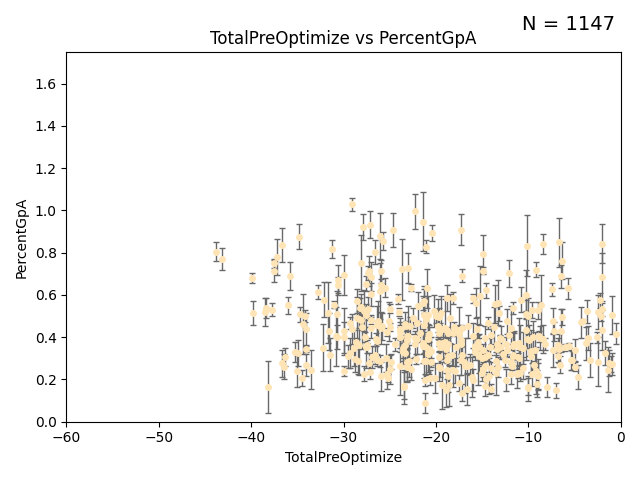 N = 1147
TotalPreOptimize vs PercentGpA
1.6
1.4
1.2
1.0
0.8
0.6
0.4
0.2
0.0
PercentGpA
−60 −50 −40 −30 −20 −10 0
TotalPreOptimize